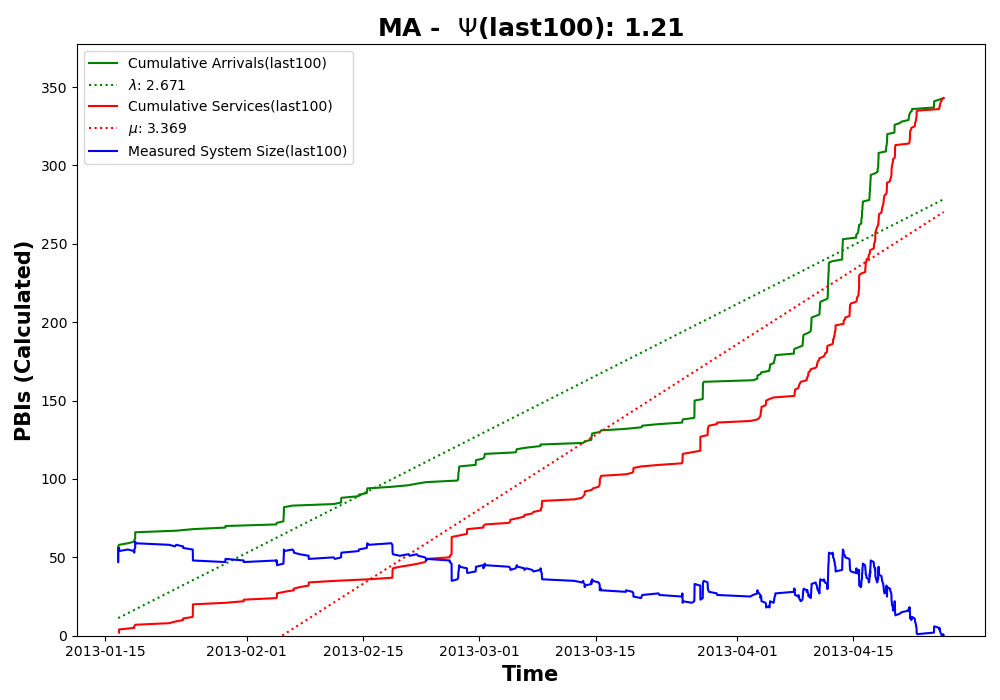 MA - Ψ(last100): 1.21
Cumulative Arrivals(last100)
λ: 2.671
Cumulative Services(last100)
μ: 3.369
Measured System Size(last100)
350
300
250
200
150
100
50
0
PBIs (Calculated)
2013-01-15 2013-02-01 2013-02-15 2013-03-01 2013-03-15 2013-04-01 2013-04-15
Time